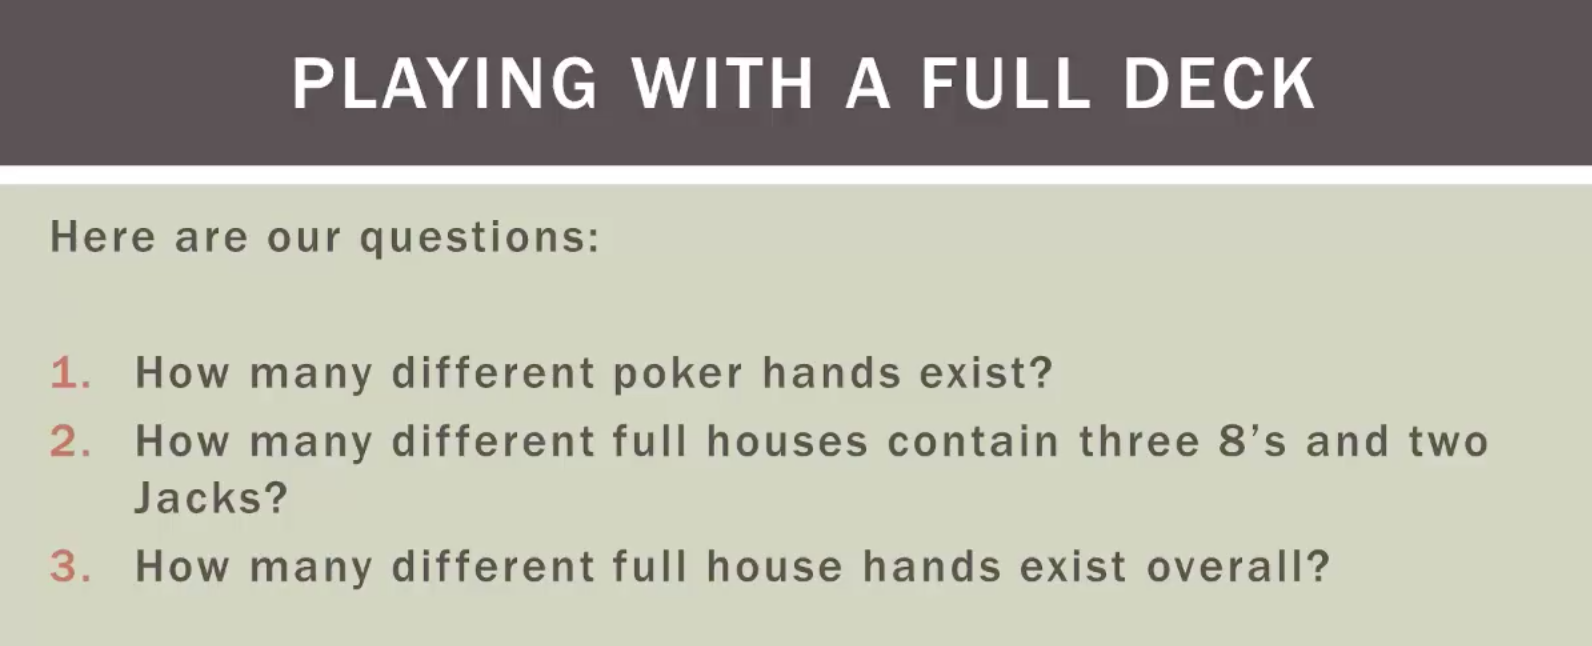 PLAYING WITH A FULL DECK
Here are our questions:
1. How many different poker hands exist?
2. How many different full houses contain three 8’s and two
Jacks?
3. How many different full house hands exist overall?